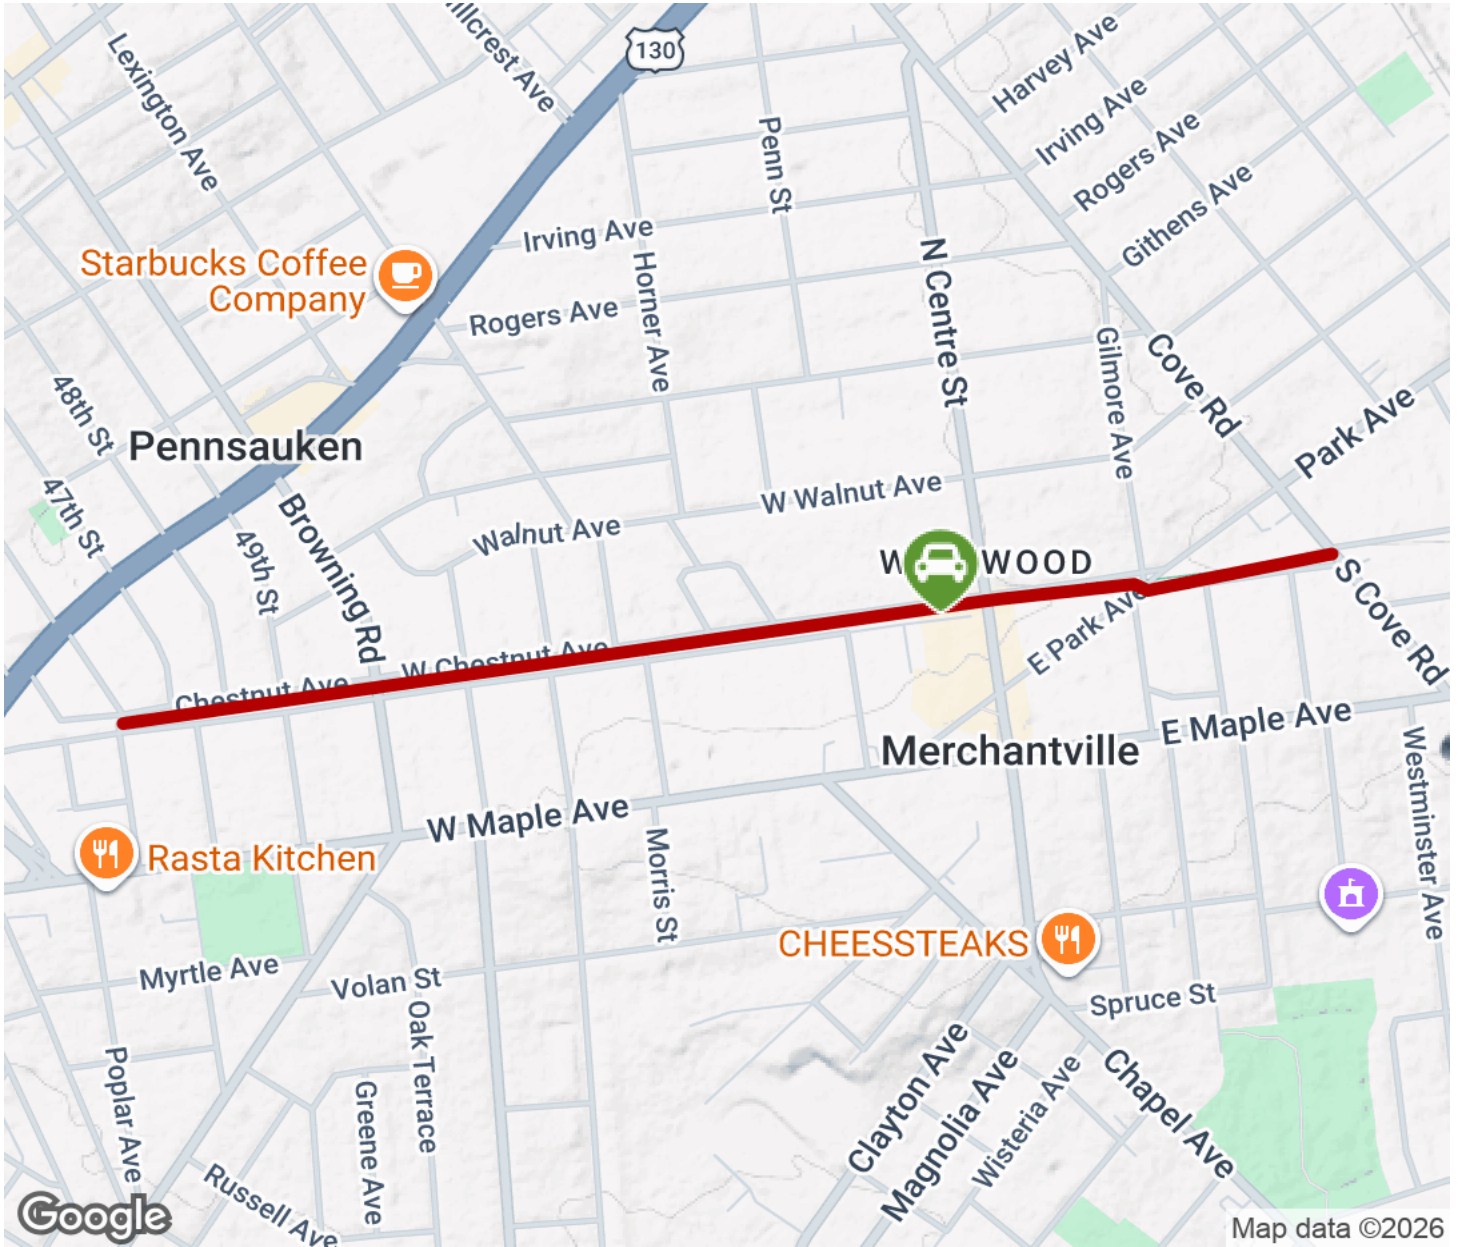 Lexington Ave
illcrest Ave
130
Harvey Ave
Irving Ave
Rogers Ave
Githens Ave
Penn St
Irving Ave
Starbucks Coffee
Company
Horner Ave
Rogers Ave
N Centre St
Gilmore Ave
Cove Rd
Park Ave
48th St
Pennsauken
47th St
49th St
Browning Rd
Walnut Ave
W Walnut Ave
W
WOOD
S Cove Rd
E Park Ave
W Chestnut Ave
Chestnut Ave
E Maple Ave
Merchantville
Westminster Ave
W Maple Ave
Rasta Kitchen
Morris St
CHEESSTEAKS
Myrtle Ave
Volan St
Spruce St
Oak Terrace
Poplar Ave
Greene Ave
Clayton Ave
Magnolia Ave
Wisteria Ave
Chapel Ave
Russell Ave
Google
Map data ©2026